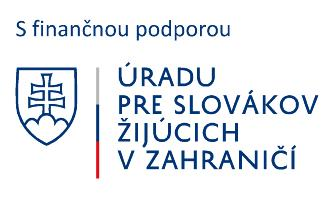 S finančnou podporou
ÚRADU
PRE SLOVÁKOV
ŽIJÚCICH
V ZAHRANIČÍ